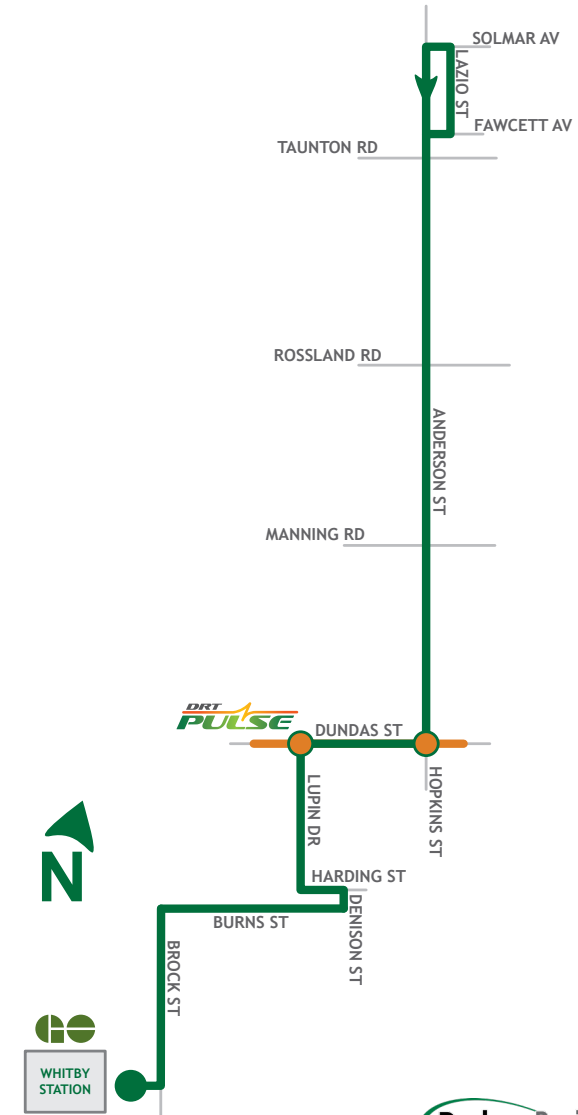 SOLMAR AV
LAZIO ST
FAWCETT AV
TAUNTON RD
ROSSLAND RD
ANDERSON ST
MANNING RD
DRT
PULSE
DUNDAS ST
HOPKINS ST
LUPIN DR
N
HARDING ST
DENISON ST
BURNS ST
BROCK ST
GO
WHITBY
STATION